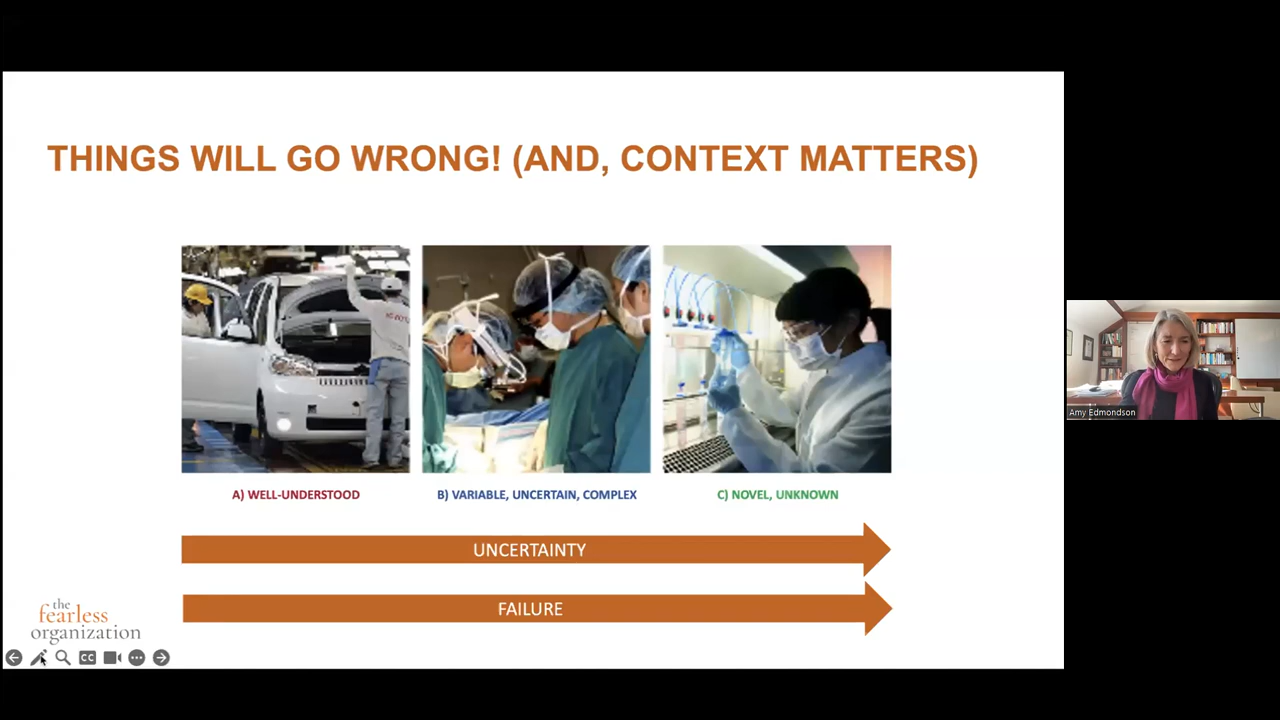 THINGS WILL GO WRONG! (AND, CONTEXT MATTERS)
A) WELL-UNDERSTOOD
B) VARIABLE, UNCERTAIN, COMPLEX
C) NOVEL, UNKNOWN
UNCERTAINTY
FAILURE
the
fearless
organization
CC
Amy Edmondson